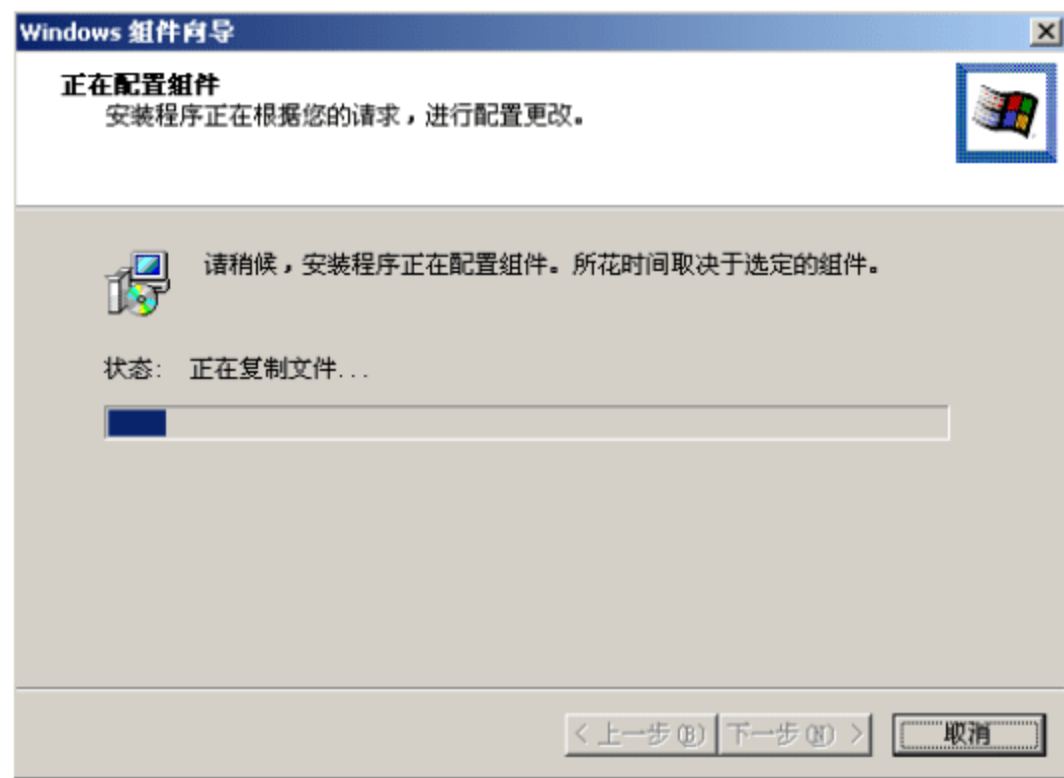 Windows 组件向导
正在配置组件
安装程序正在根据您的请求，进行配置更改。
请稍候，安装程序正在配置组件。所花时间取决于选定的组件。
状态: 正在复制文件...
< 上一步(B) 下一步(N) > 取消